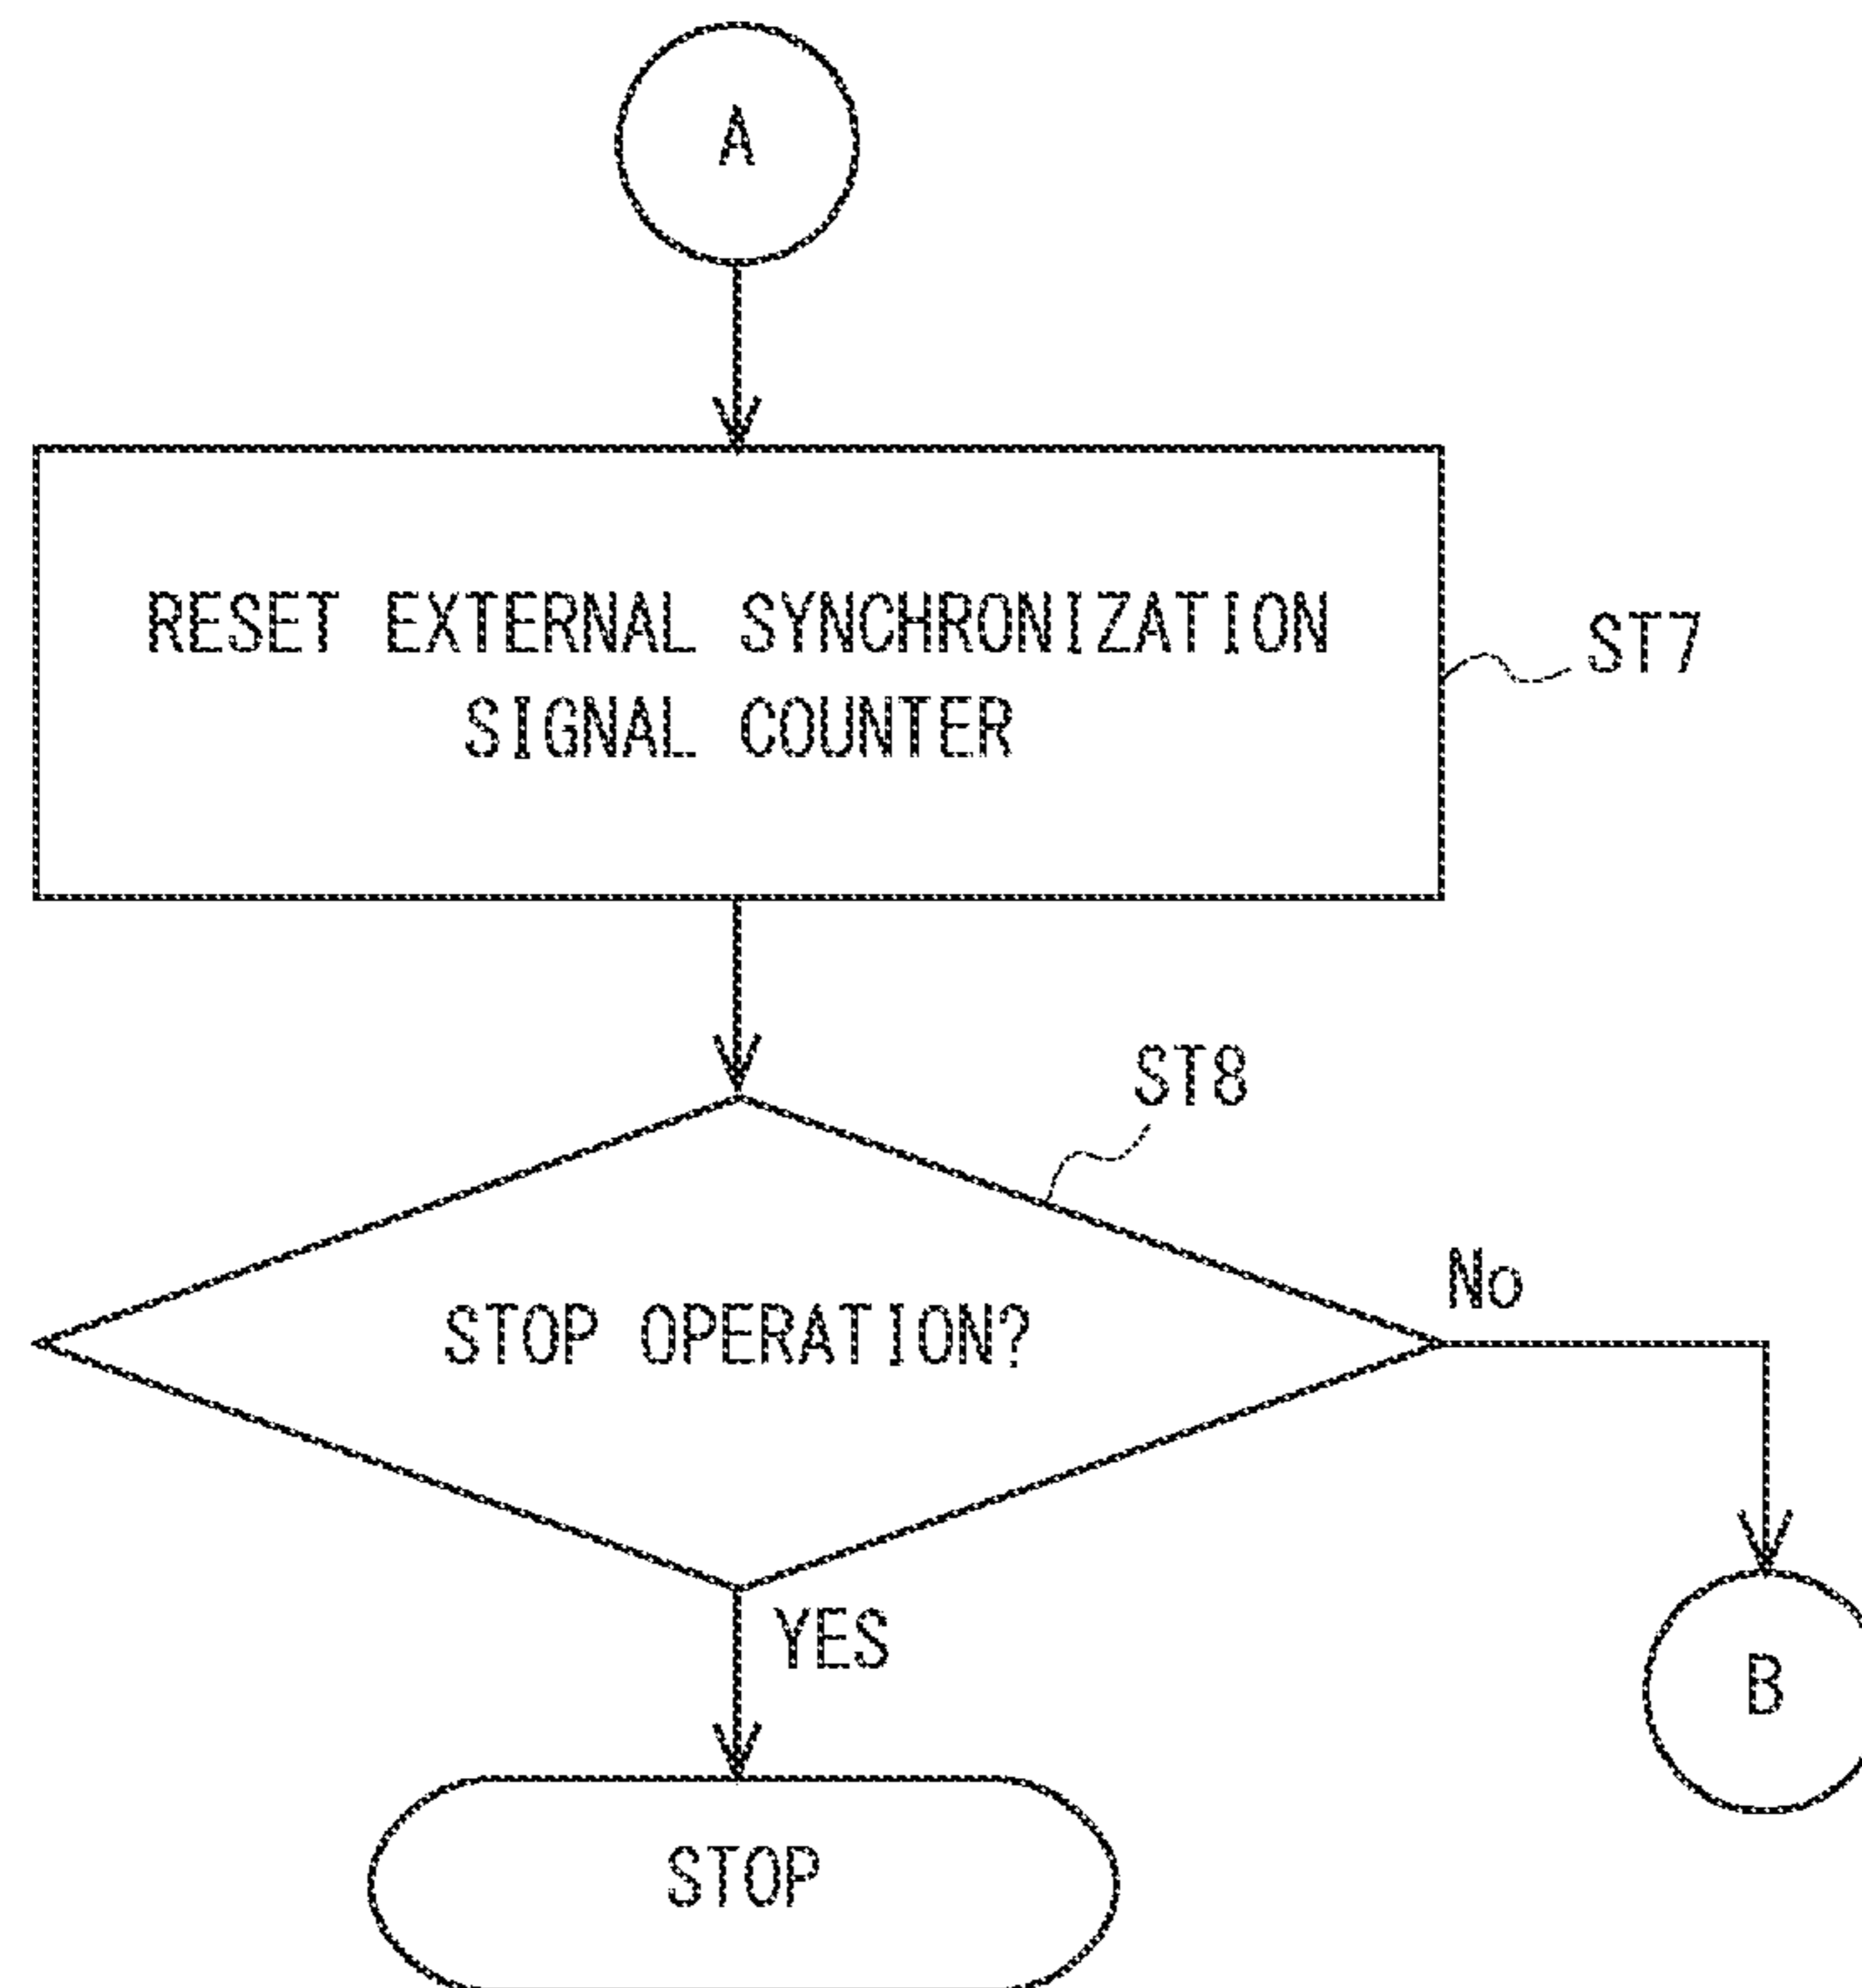 A
RESET EXTERNAL SYNCHRONIZATION
SIGNAL COUNTER
ST7
ST8
STOP OPERATION?
No
YES
B
STOP